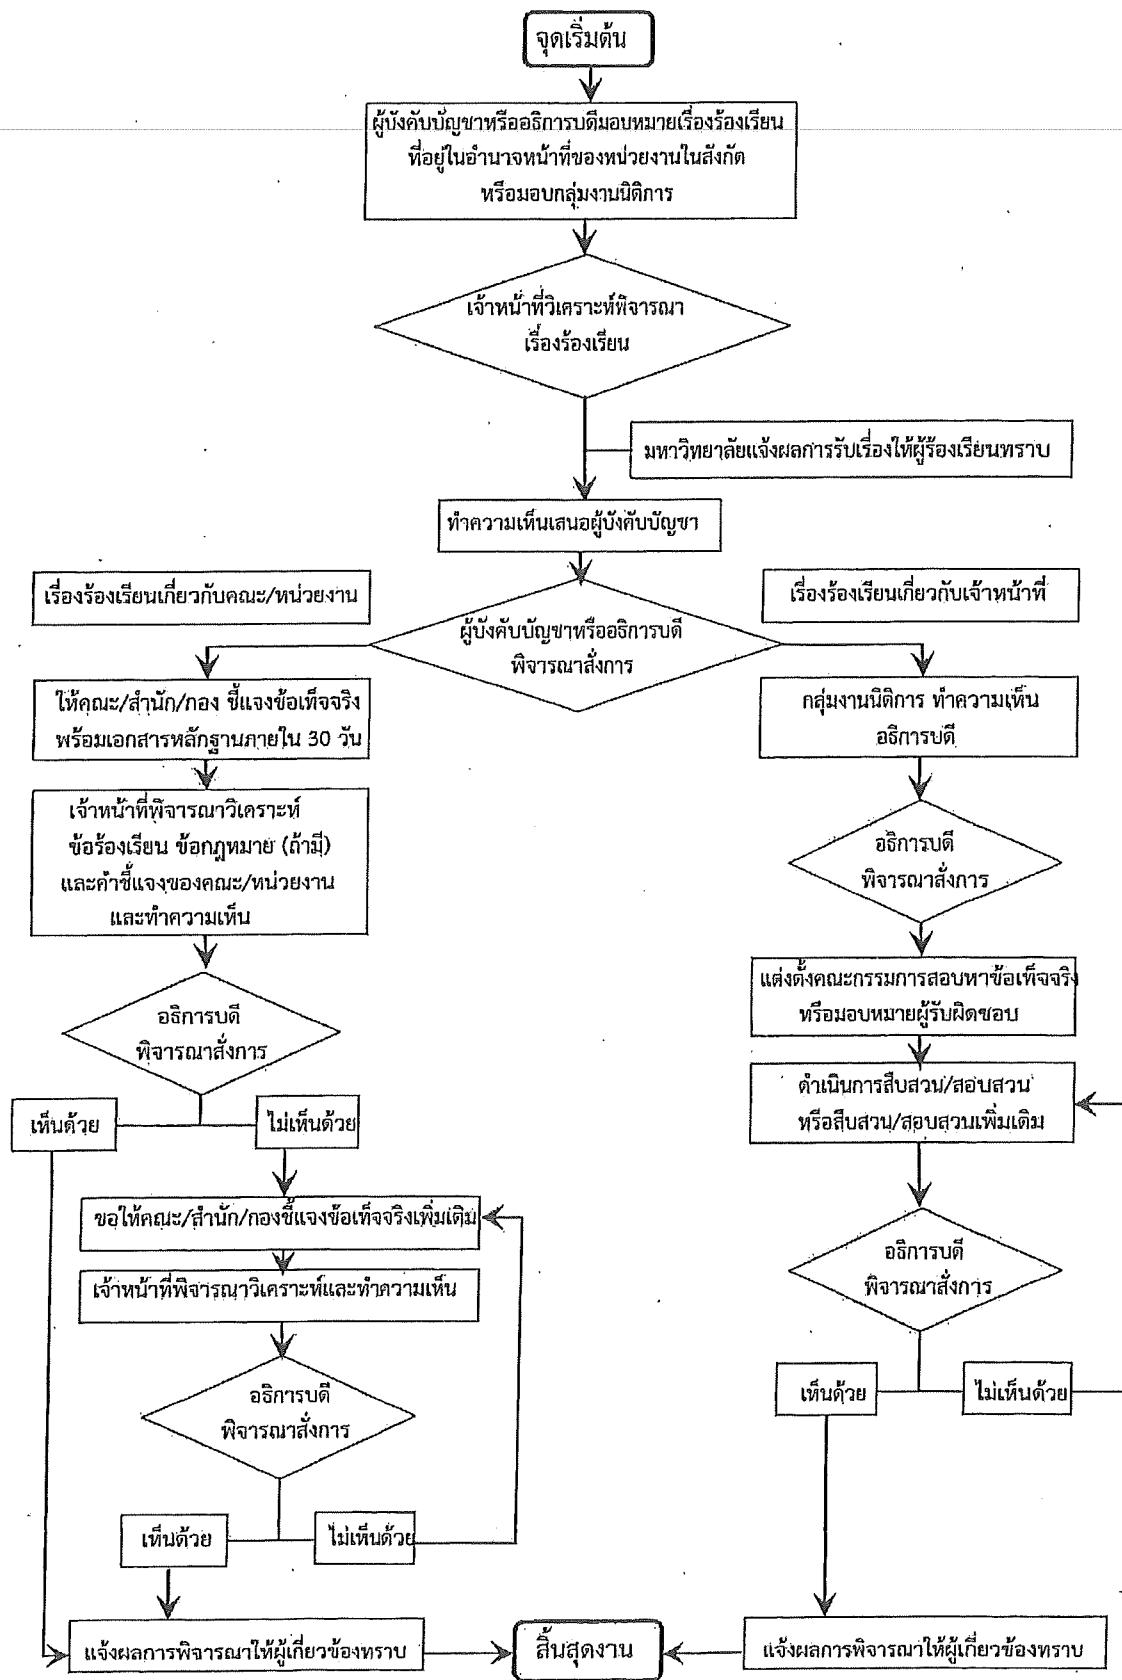 จุดเริ่มต้น
ผู้บังคับบัญชาหรืออธิการบดีมอบหมายเรื่องร้องเรียน
ที่อยู่ในอำนาจหน้าที่ของหน่วยงานในสังกัด
หรือมอบกลุ่มงานนิติการ
เจ้าหน้าที่วิเคราะห์พิจารณา
เรื่องร้องเรียน
มหาวิทยาลัยแจ้งผลการรับเรื่องให้ผู้ร้องเรียนทราบ
ทำความเห็นเสนอผู้บังคับบัญชา
เรื่องร้องเรียนเกี่ยวกับคณะ/หน่วยงาน
เรื่องร้องเรียนเกี่ยวกับเจ้าหน้าที่
ผู้บังคับบัญชาหรืออธิการบดี
พิจารณาสั่งการ
ให้คณะ/สำนัก/กอง ชี้แจงข้อเท็จจริง
พร้อมเอกสารหลักฐานภายใน 30 วัน
เจ้าหน้าที่พิจารณาวิเคราะห์
ข้อร้องเรียน ข้อกฎหมาย (ถ้ามี)
และคำชี้แจงของคณะ/หน่วยงาน
และทำความเห็น
อธิการบดี
พิจารณาสั่งการ
เห็นด้วย
ไม่เห็นด้วย
ขอให้คณะ/สำนัก/กองชี้แจงข้อเท็จจริงเพิ่มเติม
เจ้าหน้าที่พิจารณาวิเคราะห์และทำความเห็น
อธิการบดี
พิจารณาสั่งการ
เห็นด้วย
ไม่เห็นด้วย
แจ้งผลการพิจารณาให้ผู้เกี่ยวข้องทราบ
กลุ่มงานนิติการ ทำความเห็น
อธิการบดี
อธิการบดี
พิจารณาสั่งการ
แต่งตั้งคณะกรรมการสอบหาข้อเท็จจริง
หรือมอบหมายผู้รับผิดชอบ
ดำเนินการสืบสวน/สอบสวน
หรือสืบสวน/สอบสวนเพิ่มเติม
อธิการบดี
พิจารณาสั่งการ
เห็นด้วย
ไม่เห็นด้วย
แจ้งผลการพิจารณาให้ผู้เกี่ยวข้องทราบ
สิ้นสุดงาน